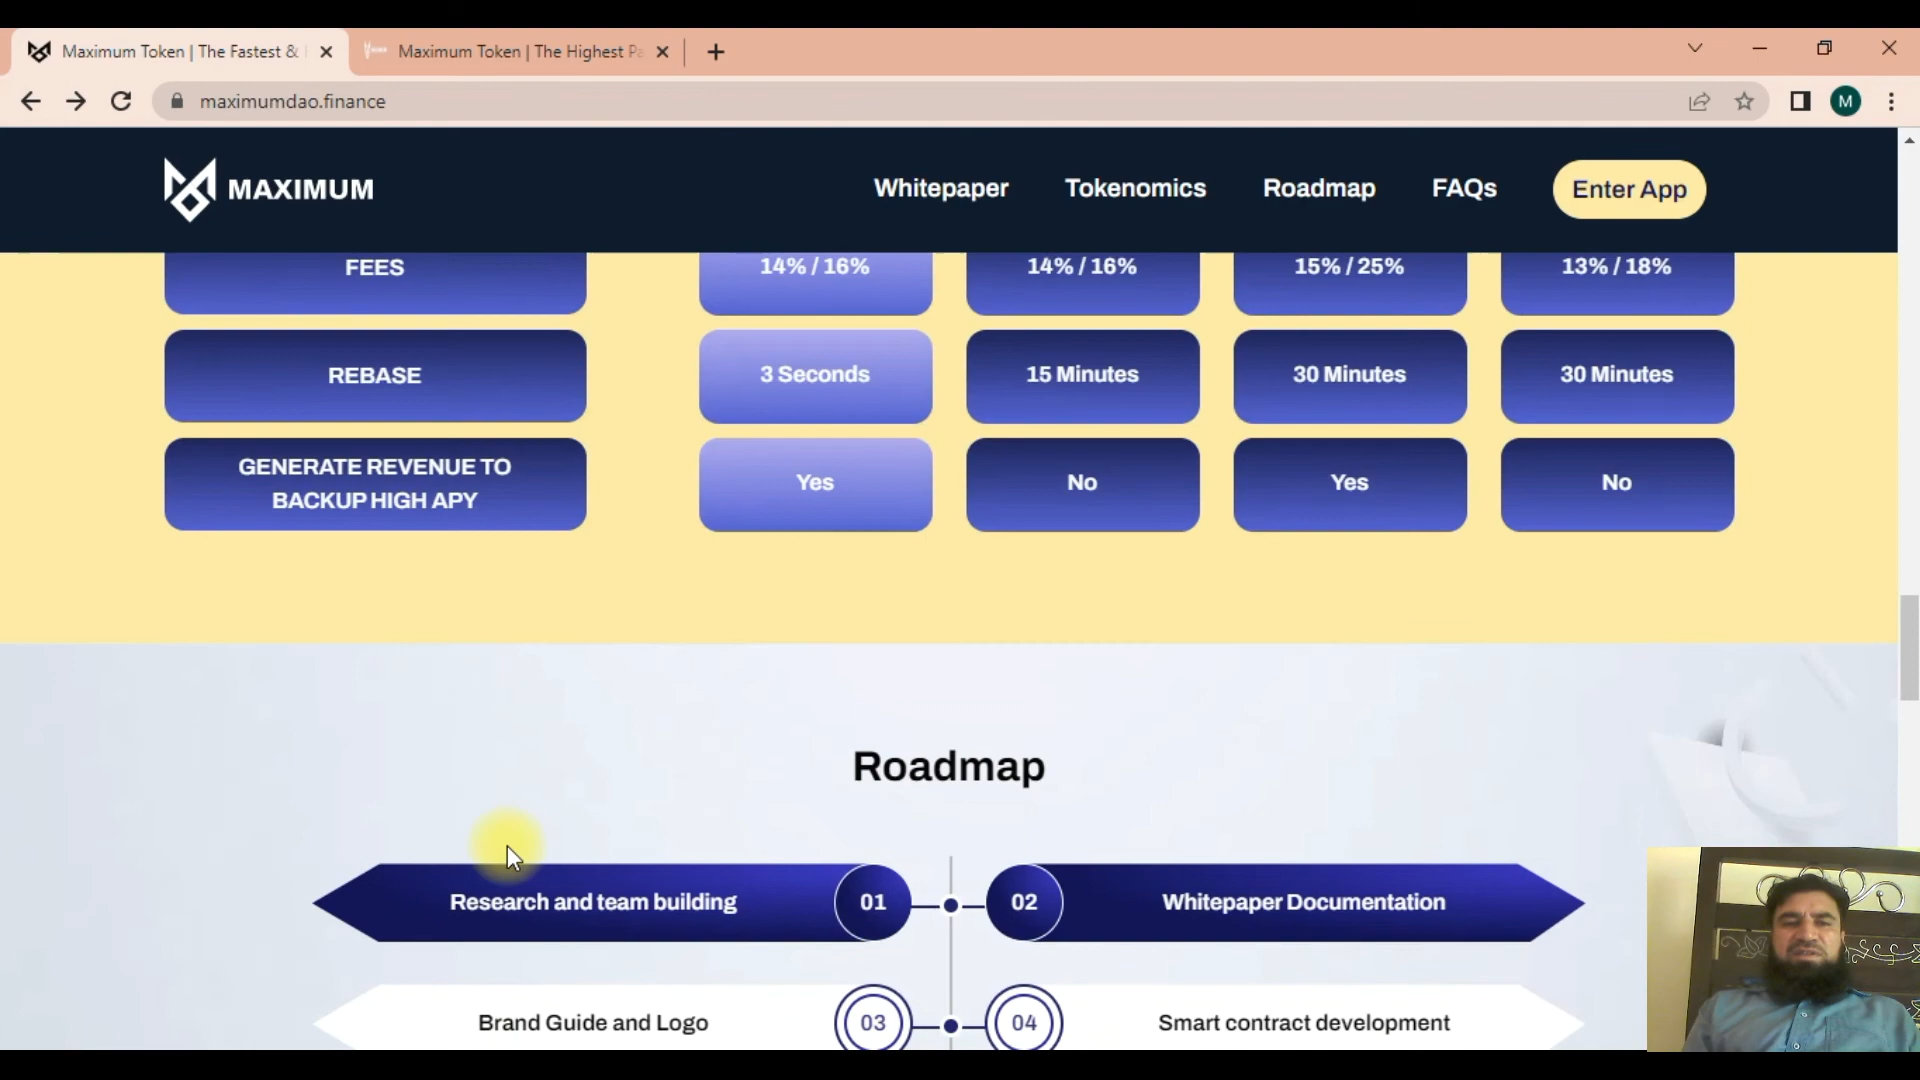 Maximum Token | The Fastest &
Maximum Token | The Highest Pa
maximumdao.finance
M
MAXIMUM
Whitepaper
Tokenomics
Roadmap
FAQs
Enter App
FEES
14% / 16%
14% / 16%
15% / 25%
13% / 18%
REBASE
3 Seconds
15 Minutes
30 Minutes
30 Minutes
GENERATE REVENUE TO
BACKUP HIGH APY
Yes
No
Yes
No
Roadmap
Research and team building
01
02
Whitepaper Documentation
Brand Guide and Logo
03
04
Smart contract development